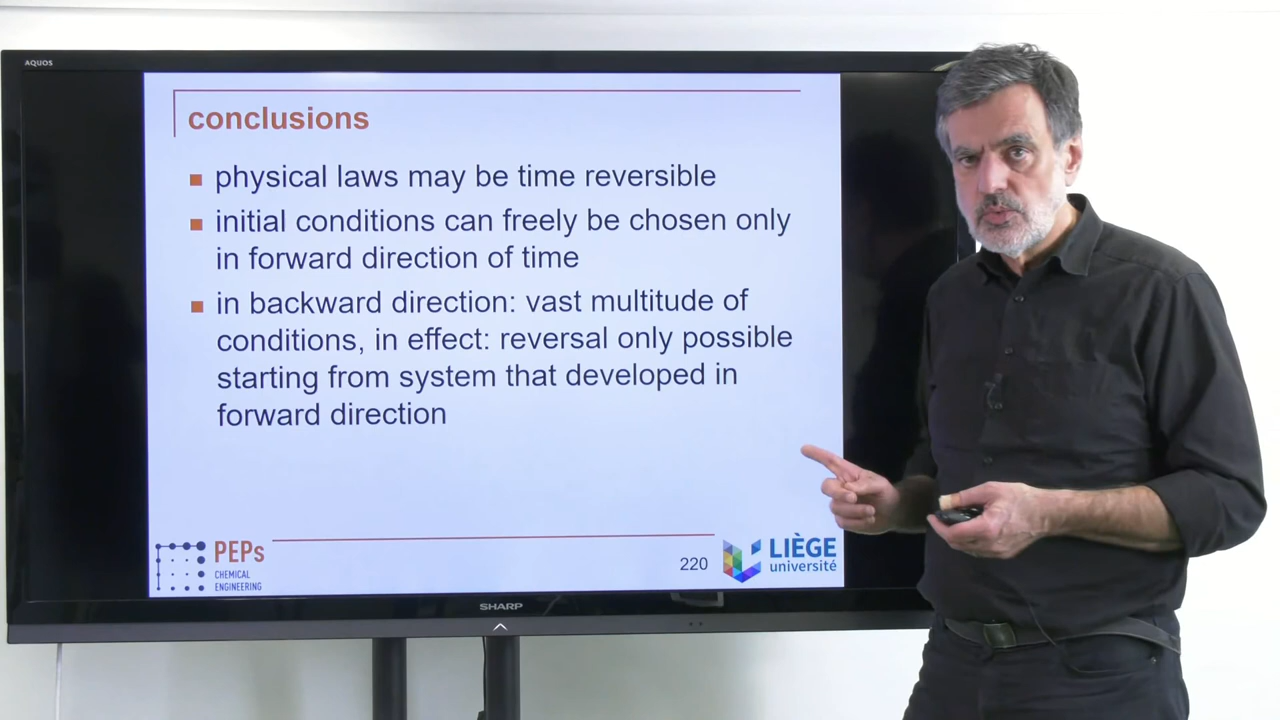 AQUOS
conclusions
physical laws may be time reversible
initial conditions can freely be chosen only
in forward direction of time
in backward direction: vast multitude of
conditions, in effect: reversal only possible
starting from system that developed in
forward direction
PEPs
CHEMICAL
ENGINEERING
220
LIÈGE
université
SHARP